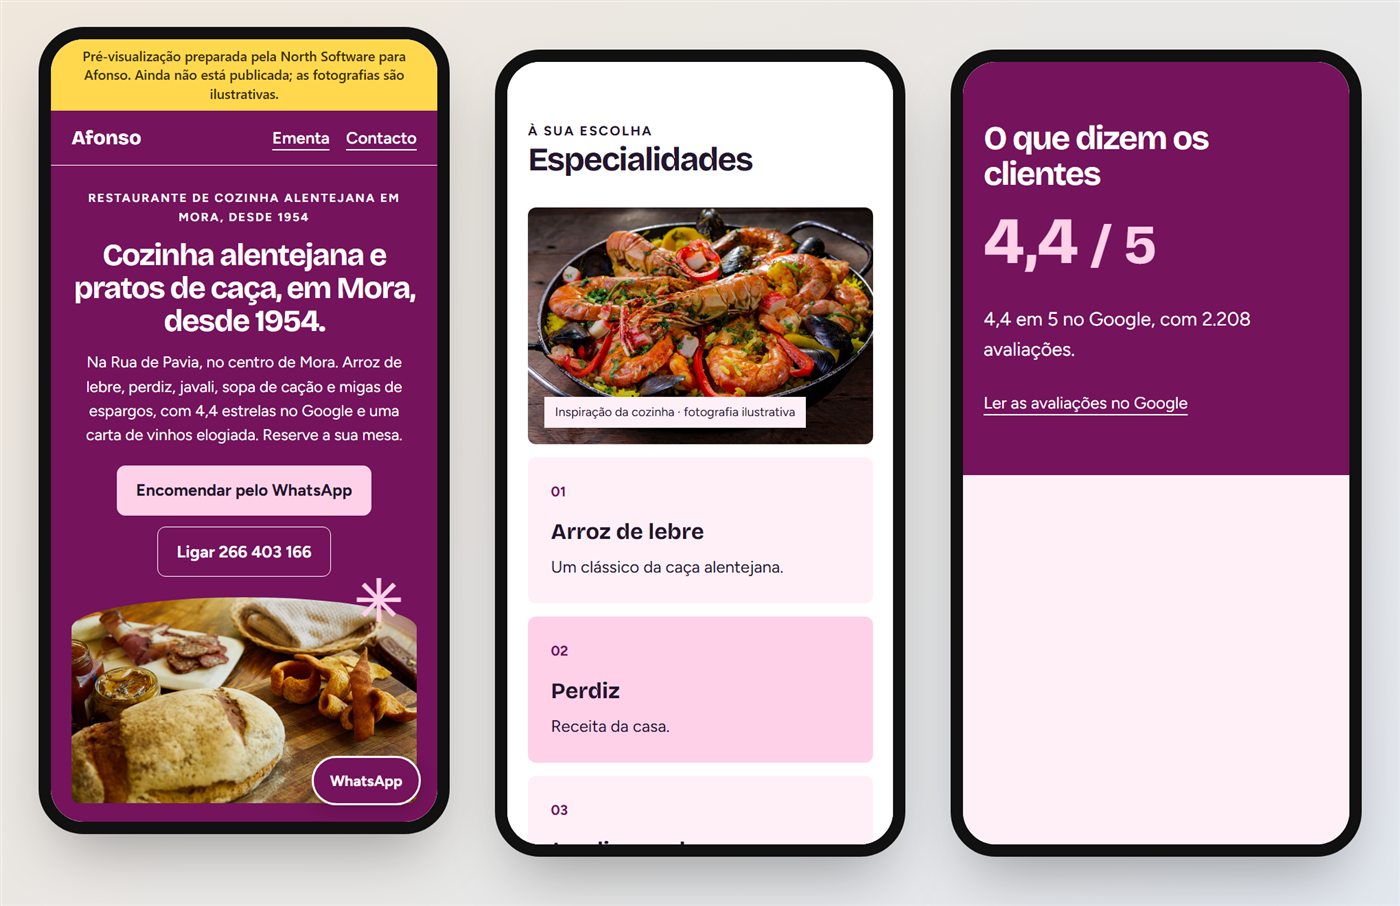 Pré-visualização preparada pela North Software para
Afonso. Ainda não está publicada; as fotografias são
ilustrativas.
Afonso
Ementa
Contacto
RESTAURANTE DE COZINHA ALENTEJANA EM
MORA, DESDE 1954
Cozinha alentejana e
pratos de caça, em Mora,
desde 1954.
Na Rua de Pavia, no centro de Mora. Arroz de
lebre, perdiz, javali, sopa de cação e migas de
espargos, com 4,4 estrelas no Google e uma
carta de vinhos elogiada. Reserve a sua mesa.
Encomendar pelo WhatsApp
Ligar 266 403 166
WhatsApp
À SUA ESCOLHA
Especialidades
Inspiração da cozinha · fotografia ilustrativa
01
Arroz de lebre
Um clássico da caça alentejana.
02
Perdiz
Receita da casa.
03
O que dizem os
clientes
4,4 / 5
4,4 em 5 no Google, com 2.208
avaliações.
Ler as avaliações no Google